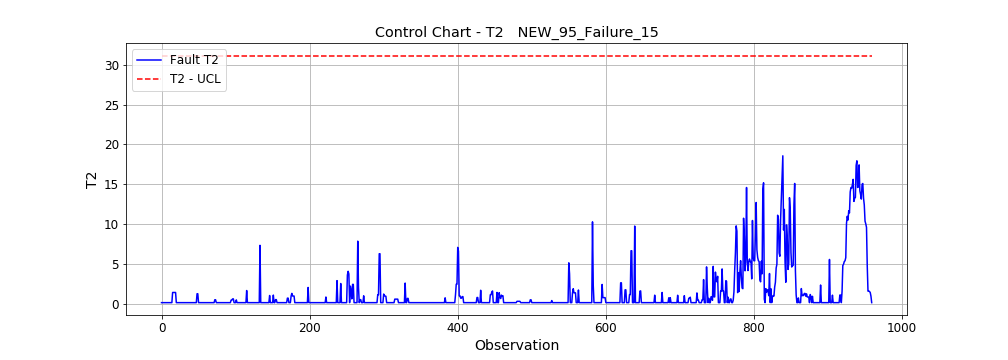 Control Chart - T2   NEW_95_Failure_15
Fault T2
T2 - UCL
T2
30
25
20
15
10
5
0
0 200 400 600 800 1000
Observation